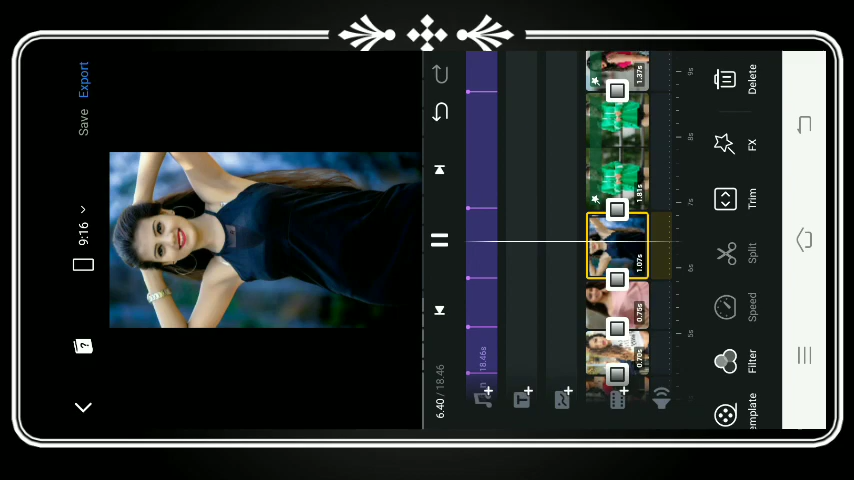 Save Export
9:16
6.40 / 18.46
18.46s
n
0.70s
0.75s
1.07s
1.81s
1.37s
5s
6s
7s
8s
9s
emplate
Filter
Speed
Split
Trim
FX
Delete